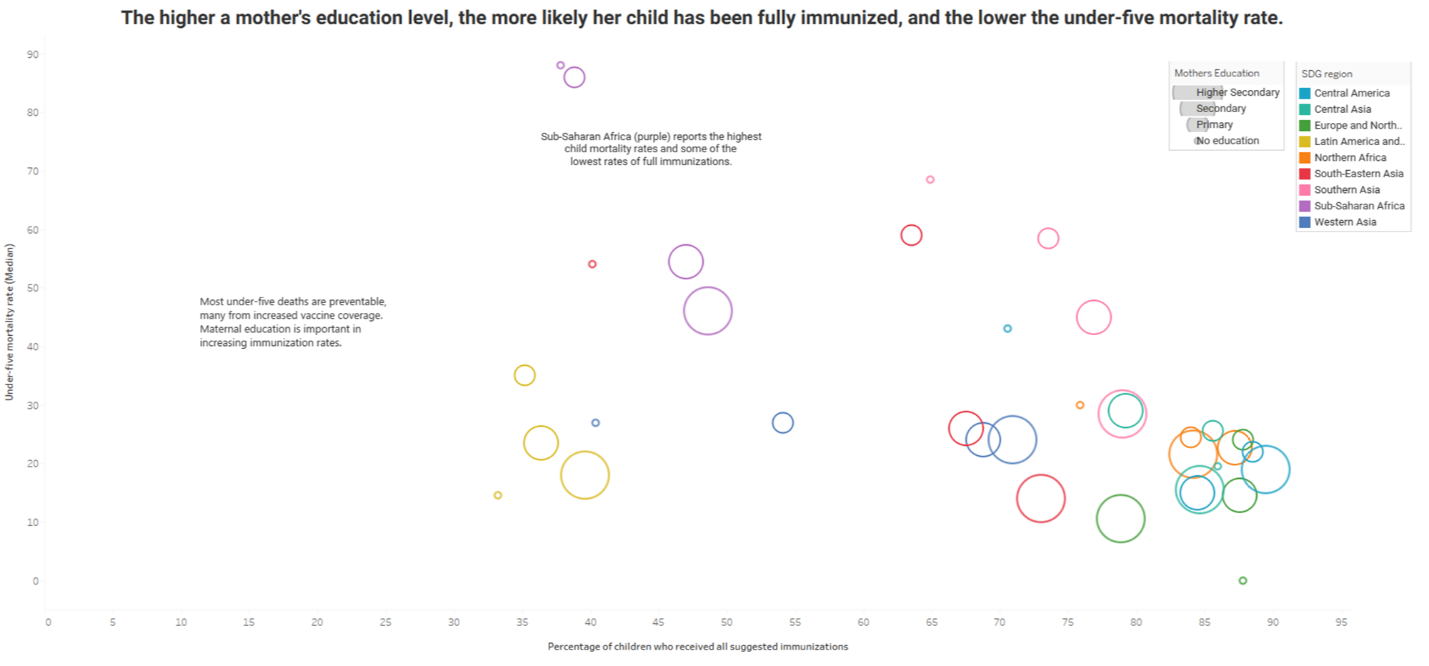 The higher a mother's education level, the more likely her child has been fully immunized, and the lower the under-five mortality rate.
90
80
70
60
50
40
30
20
10
0
Under-five mortality rate (Median)
Sub-Saharan Africa (purple) reports the highest
child mortality rates and some of the
lowest rates of full immunizations.
Most under-five deaths are preventable,
many from increased vaccine coverage.
Maternal education is important in
increasing immunization rates.
Mothers Education
Higher Secondary
Secondary
Primary
No education
SDG region
Central America
Central Asia
Europe and North..
Latin America and..
Northern Africa
South-Eastern Asia
Southern Asia
Sub-Saharan Africa
Western Asia
0 5 10 15 20 25 30 35 40 45 50 55 60 65 70 75 80 85 90 95
Percentage of children who received all suggested immunizations